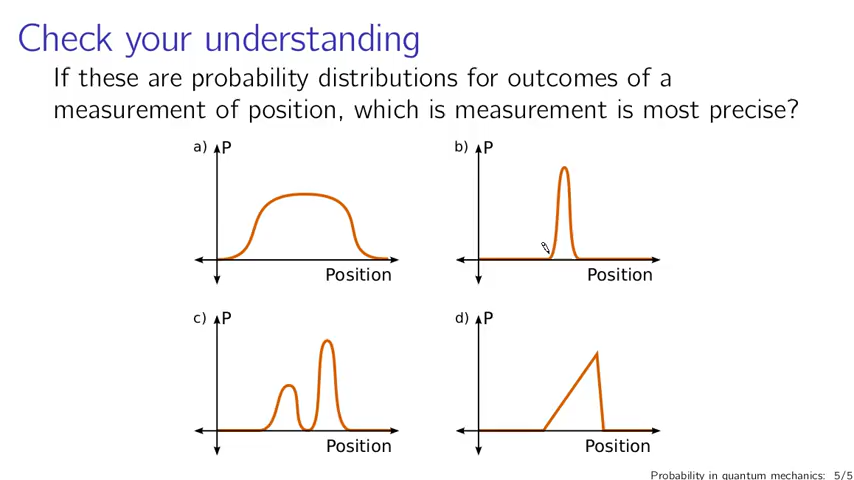 Check your understanding
If these are probability distributions for outcomes of a
measurement of position, which is measurement is most precise?
a) P
Position
b) P
Position
c) P
Position
d) P
Position
Probability in quantum mechanics: 5/5